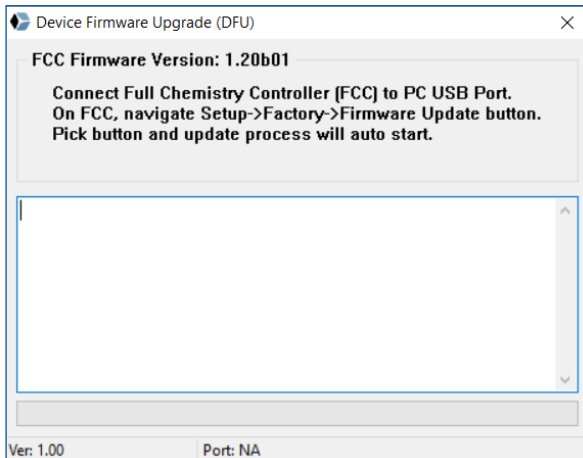 Device Firmware Upgrade (DFU)
FCC Firmware Version: 1.20b01
Connect Full Chemistry Controller (FCC) to PC USB Port.
On FCC, navigate Setup->Factory->Firmware Update button.
Pick button and update process will auto start.
Ver: 1.00 Port: NA